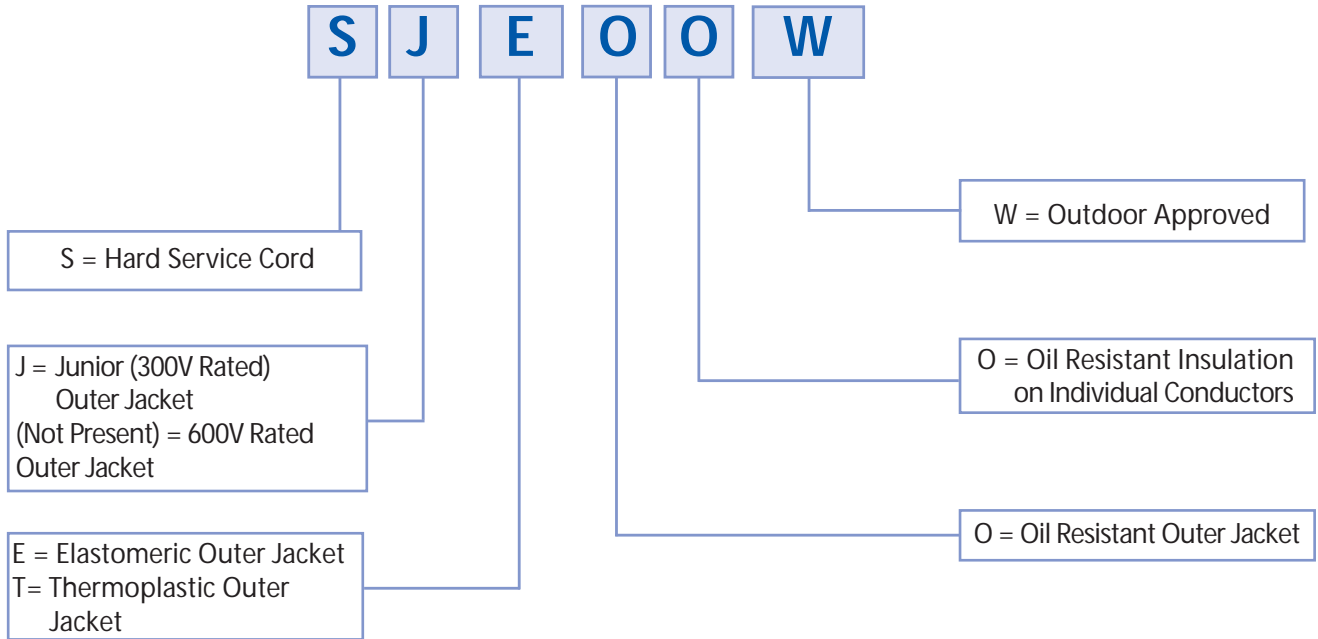 S J E O O W
S = Hard Service Cord
J = Junior (300V Rated)
Outer Jacket
(Not Present) = 600V Rated
Outer Jacket
E = Elastomeric Outer Jacket
T= Thermoplastic Outer
Jacket
W = Outdoor Approved
O = Oil Resistant Insulation
on Individual Conductors
O = Oil Resistant Outer Jacket